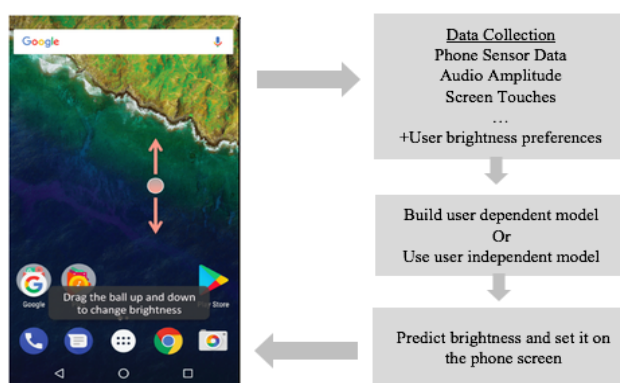 Google
Google
Play Store
Drag the ball up and down
to change brightness
Data Collection
Phone Sensor Data
Audio Amplitude
Screen Touches
…
+User brightness preferences
Build user dependent model
Or
Use user independent model
Predict brightness and set it on
the phone screen